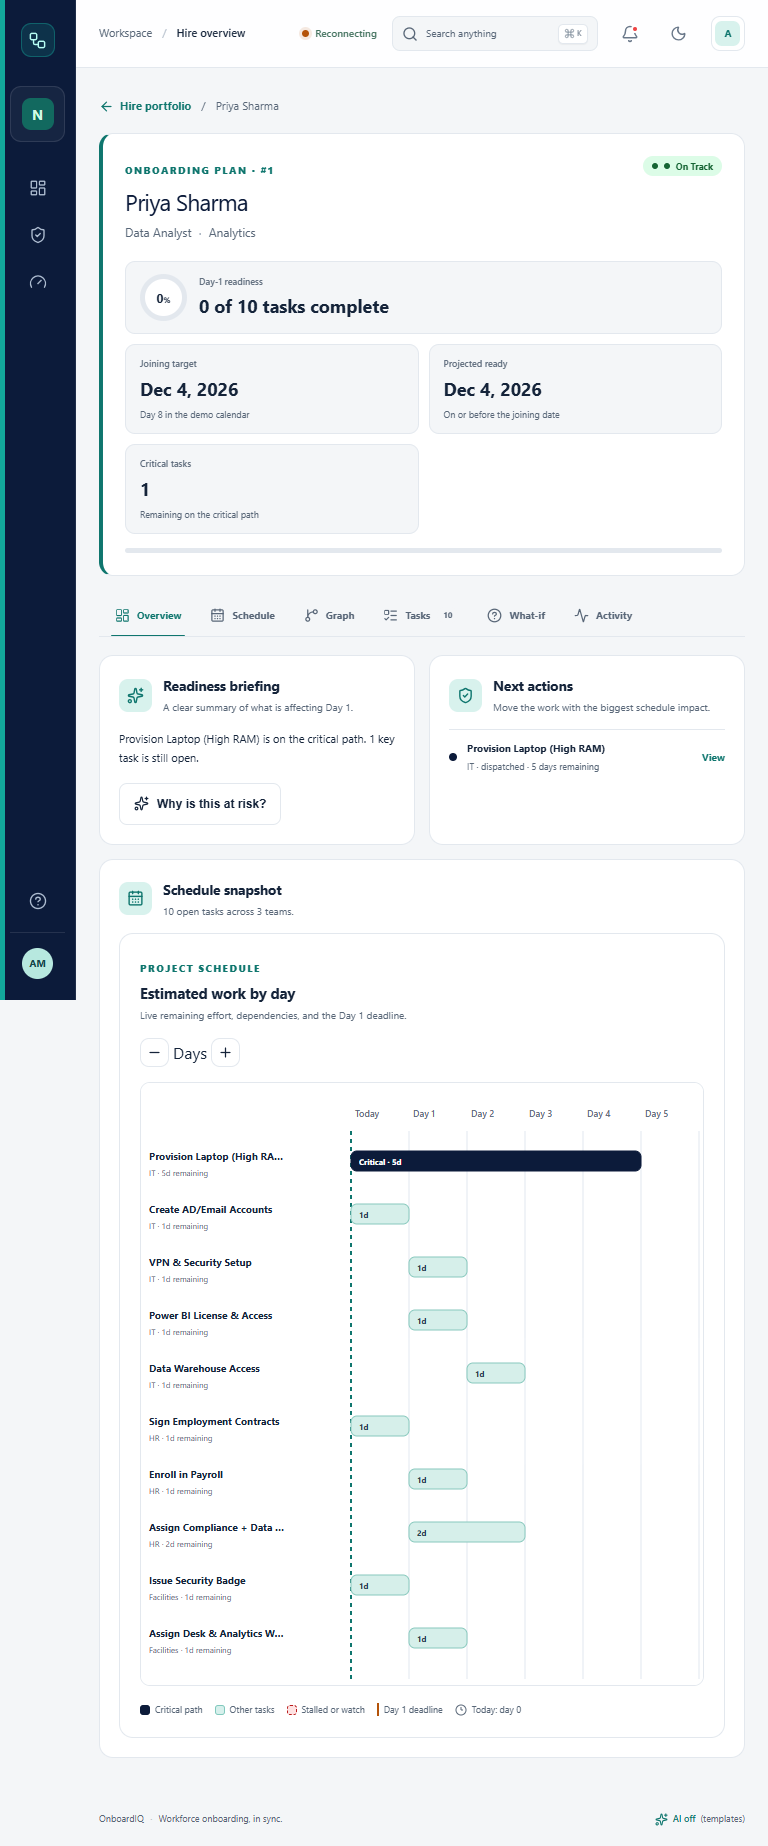 Workspace / Hire overview
Reconnecting
Search anything
⌘ K
A
N
Hire portfolio / Priya Sharma
ONBOARDING PLAN · #1
On Track
Priya Sharma
Data Analyst · Analytics
0%
Day-1 readiness
0 of 10 tasks complete
Joining target
Dec 4, 2026
Day 8 in the demo calendar
Projected ready
Dec 4, 2026
On or before the joining date
Critical tasks
1
Remaining on the critical path
Overview
Schedule
Graph
Tasks 10
What-if
Activity
Readiness briefing
A clear summary of what is affecting Day 1.
Provision Laptop (High RAM) is on the critical path. 1 key
task is still open.
Why is this at risk?
Next actions
Move the work with the biggest schedule impact.
Provision Laptop (High RAM)
IT · dispatched · 5 days remaining
View
Schedule snapshot
10 open tasks across 3 teams.
AM
PROJECT SCHEDULE
Estimated work by day
Live remaining effort, dependencies, and the Day 1 deadline.
− Days +
Today Day 1 Day 2 Day 3 Day 4 Day 5
Provision Laptop (High RA...
IT · 5d remaining
Critical · 5d
Create AD/Email Accounts
IT · 1d remaining
1d
VPN & Security Setup
IT · 1d remaining
1d
Power BI License & Access
IT · 1d remaining
1d
Data Warehouse Access
IT · 1d remaining
1d
Sign Employment Contracts
HR · 1d remaining
1d
Enroll in Payroll
HR · 1d remaining
1d
Assign Compliance + Data ...
HR · 2d remaining
2d
Issue Security Badge
Facilities · 1d remaining
1d
Assign Desk & Analytics W...
Facilities · 1d remaining
1d
Critical path
Other tasks
Stalled or watch
Day 1 deadline
Today: day 0
OnboardIQ · Workforce onboarding, in sync.
AI off (templates)